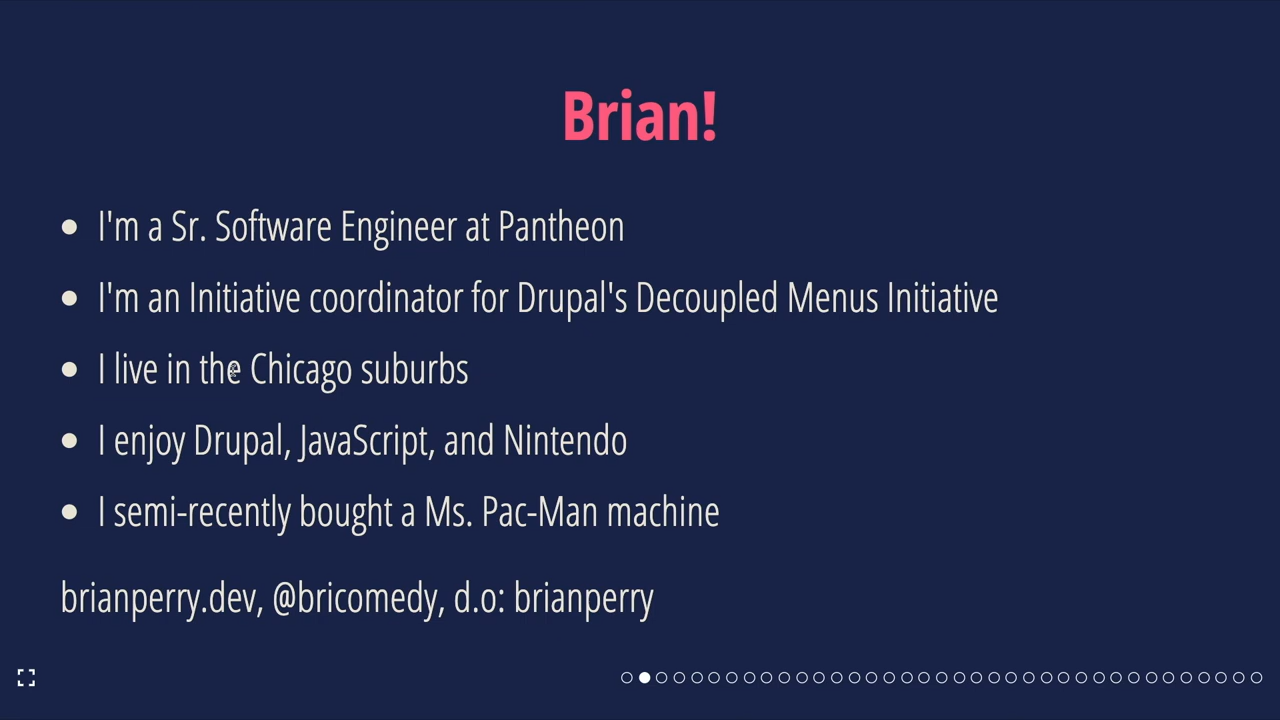 Brian!
I'm a Sr. Software Engineer at Pantheon
I'm an Initiative coordinator for Drupal's Decoupled Menus Initiative
I live in the Chicago suburbs
I enjoy Drupal, JavaScript, and Nintendo
I semi-recently bought a Ms. Pac-Man machine
brianperry.dev, @bricomedy, d.o: brianperry